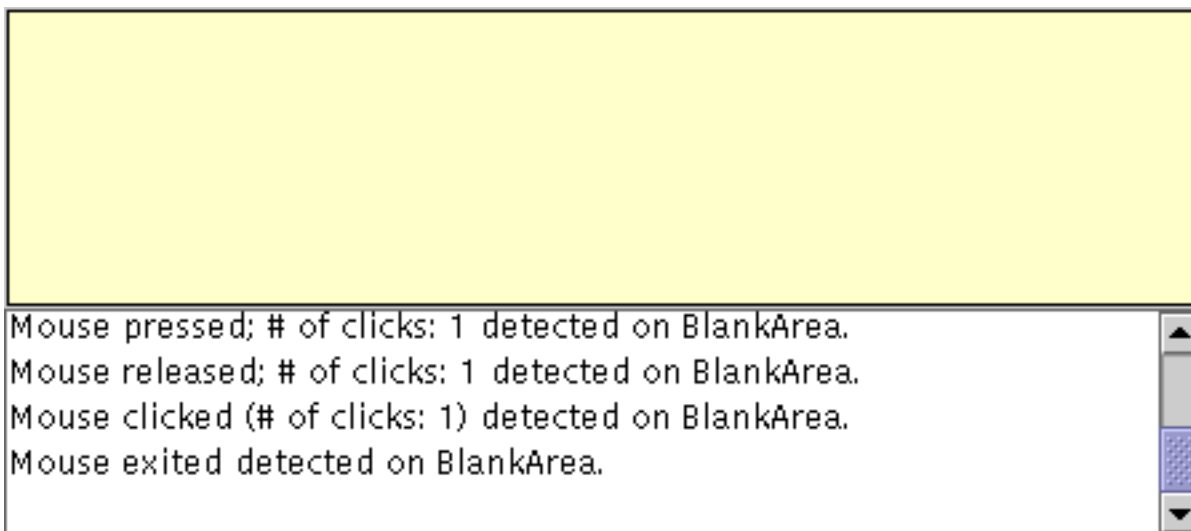 Mouse pressed; # of clicks: 1 detected on BlankArea.
Mouse released; # of clicks: 1 detected on BlankArea.
Mouse clicked (# of clicks: 1) detected on BlankArea.
Mouse exited detected on BlankArea.